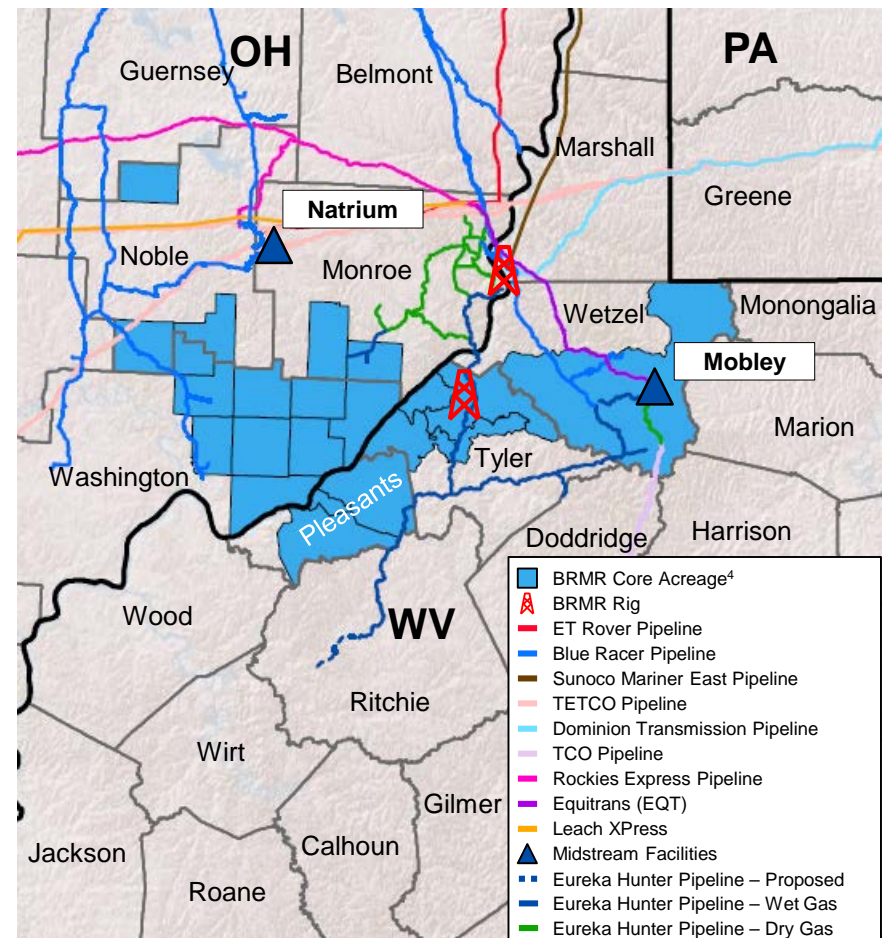 OH
PA
Guernsey
Belmont
Marshall
Greene
Natrium
Noble
Monroe
Wetzel
Monongalia
Mobley
Marion
Tyler
Washington
Pleasants
Doddridge
Harrison
Wood
WV
Ritchie
Wirt
Gilmer
Calhoun
Jackson
Roane
BRMR Core Acreage4
BRMR Rig
ET Rover Pipeline
Blue Racer Pipeline
Sunoco Mariner East Pipeline
TETCO Pipeline
Dominion Transmission Pipeline
TCO Pipeline
Rockies Express Pipeline
Equitrans (EQT)
Leach XPress
Midstream Facilities
Eureka Hunter Pipeline – Proposed
Eureka Hunter Pipeline – Wet Gas
Eureka Hunter Pipeline – Dry Gas